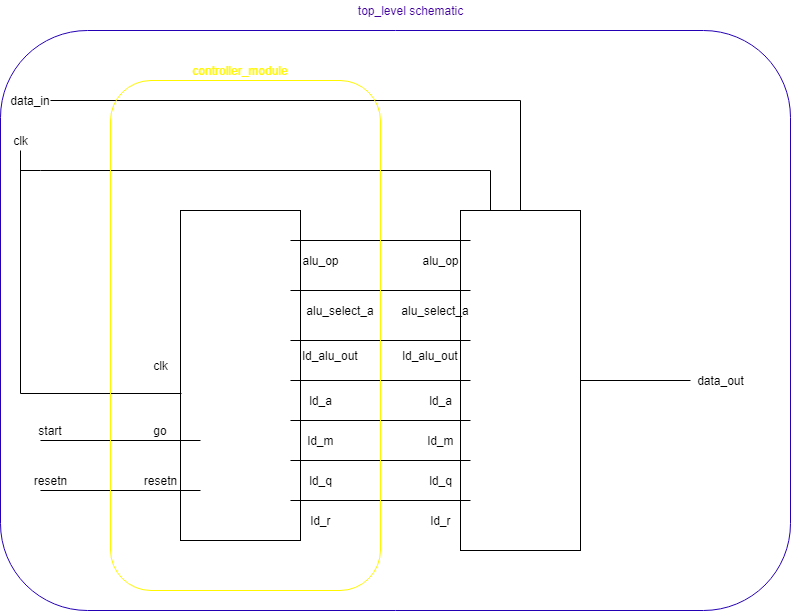 top_level schematic
controller_module
data_in
clk
alu_op
alu_op
alu_select_a
alu_select_a
clk
ld_alu_out
ld_alu_out
data_out
ld_a
ld_a
start
go
ld_m
ld_m
resetn
resetn
ld_q
ld_q
ld_r
ld_r